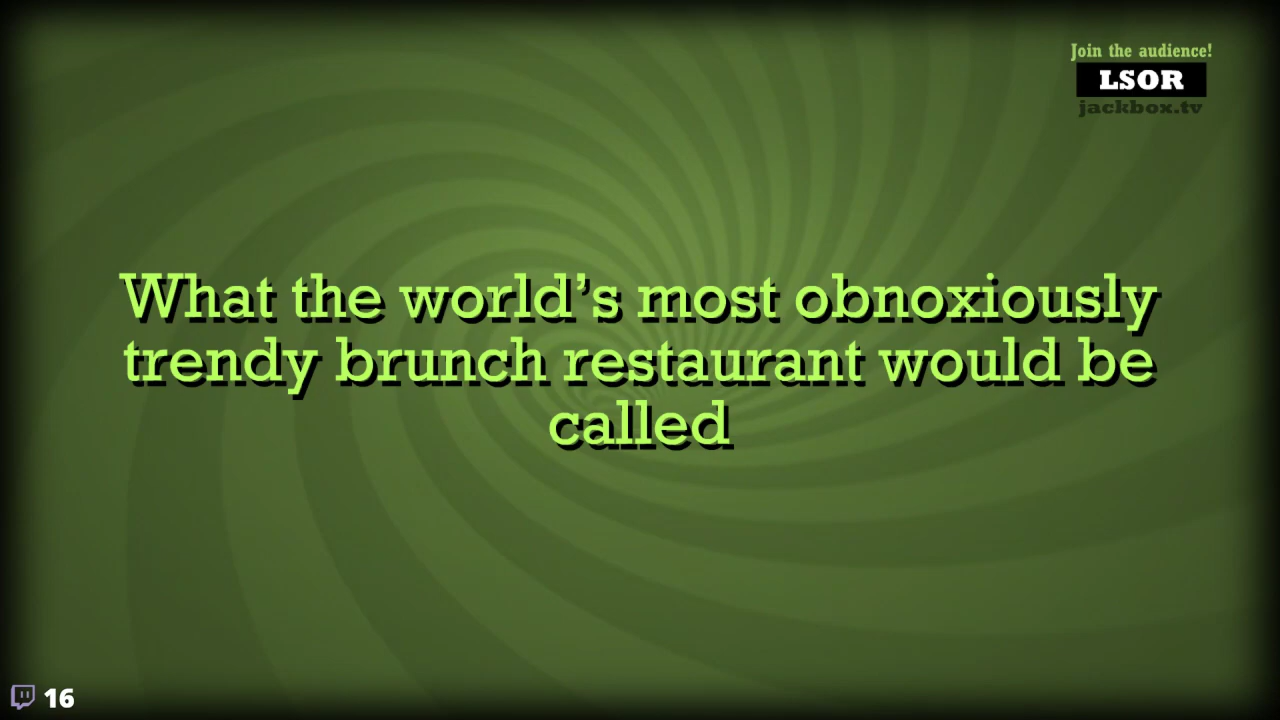 Join the audience!
LSOR
jackbox.tv
What the world's most obnoxiously
trendy brunch restaurant would be
called
16